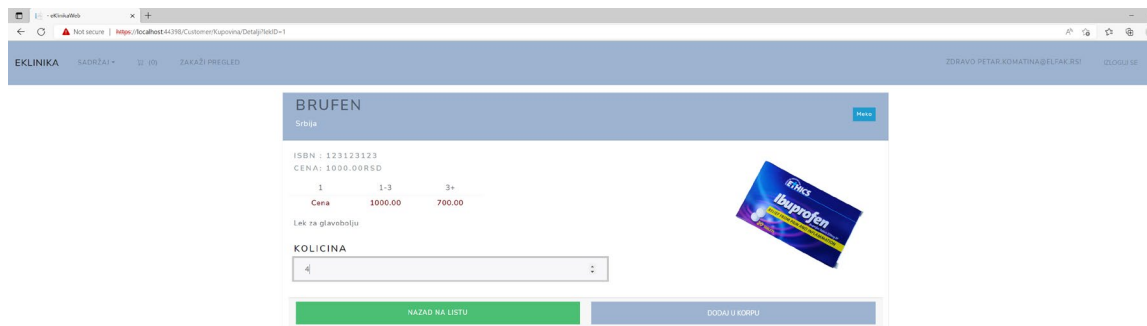 - eKlinikaWeb
Not secure | https://localhost:44398/Customer/Kupovina/Detalji?lekID=1
EKLINIKA SADRŽAJ (0) ZAKAŽI PREGLED ZDRAVO PETAR.KOMATINA@ELFAK.RS! IZLOGUJ SE
BRUFEN
Srbija
Meko
ISBN : 123123123
CENA: 1000.00RSD
1 1-3 3+
Cena 1000.00 700.00
Lek za glavobolju
KOLICINA
4
ETHICS
Ibuprofen
NAZAD NA LISTU DODAJ U KORPU